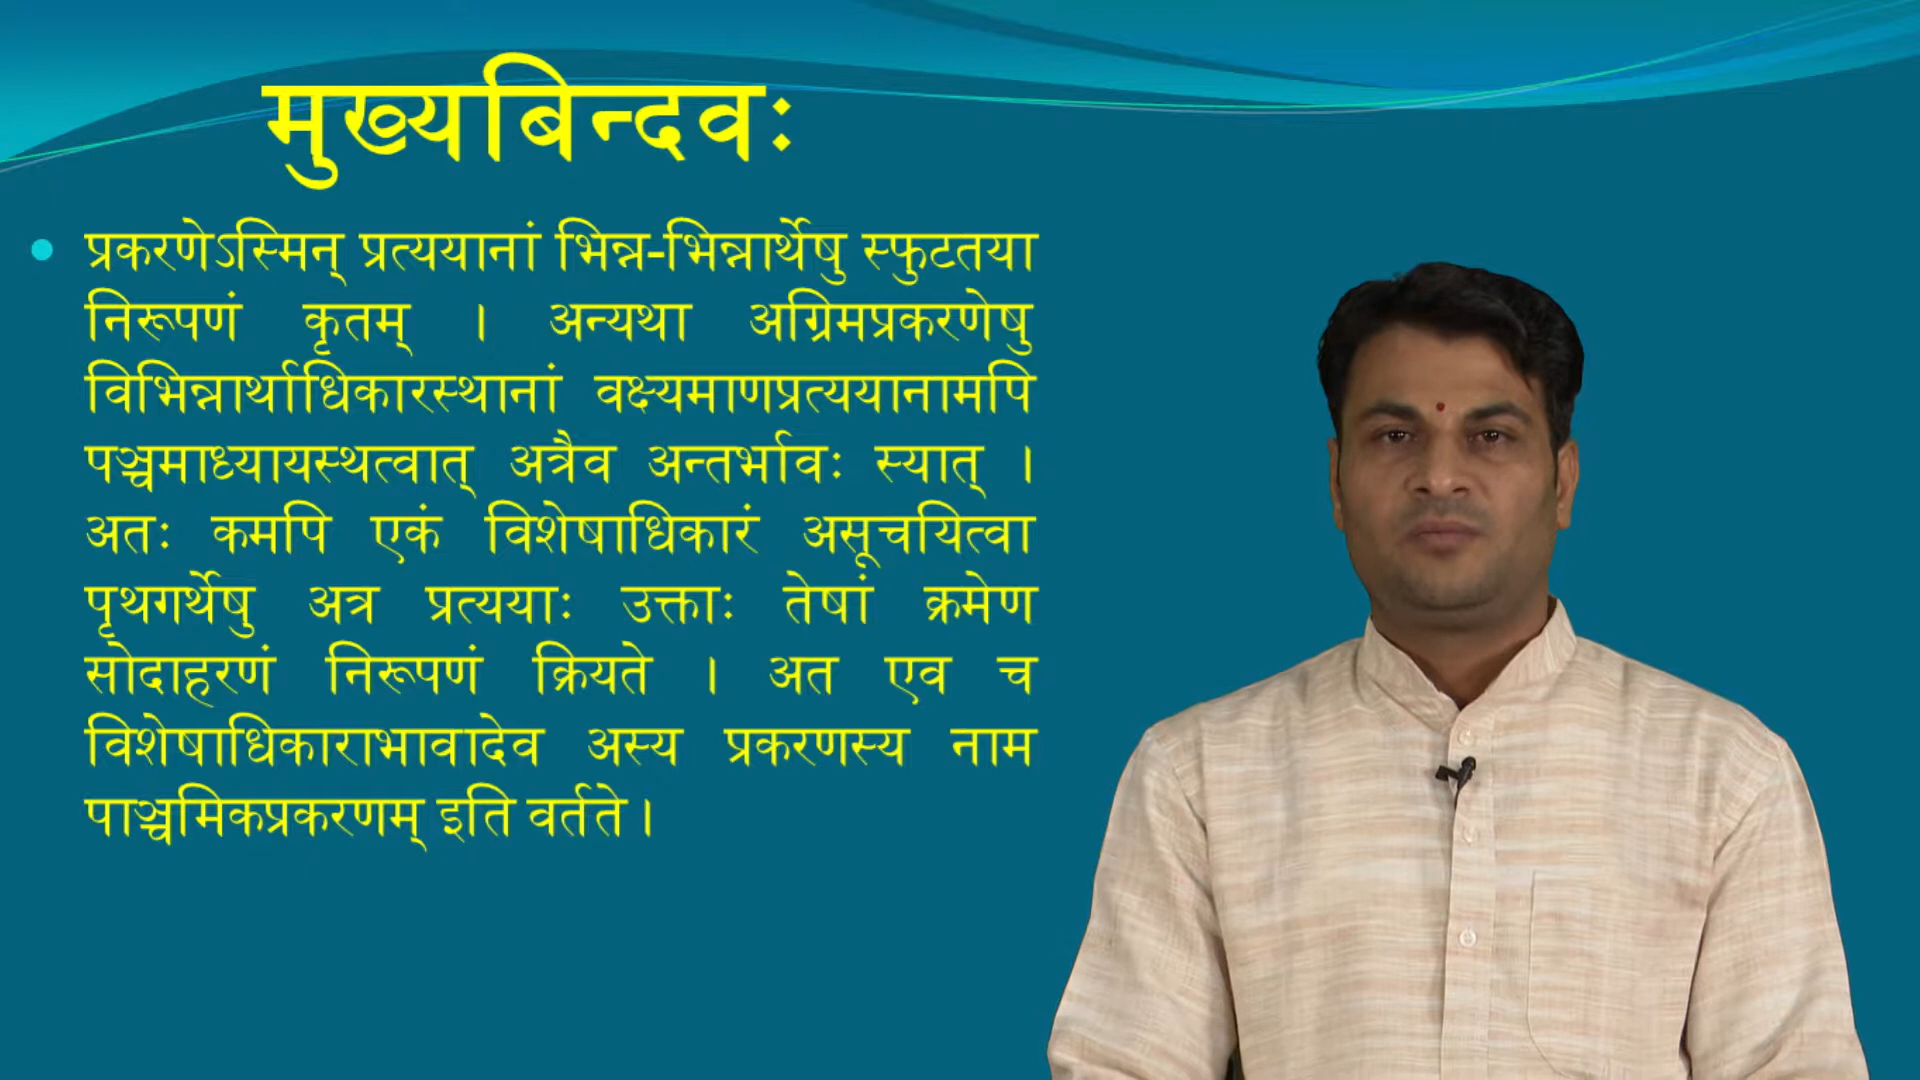 मुख्यबिन्दवः
प्रकरणेऽस्मिन् प्रत्ययानां भिन्न-भिन्नार्थेषु स्फुटतया
निरूपणं कृतम् । अन्यथा अग्रिमप्रकरणेषु
विभिन्नार्थाधिकारस्थानां वक्ष्यमाणप्रत्ययानामपि
पञ्चमाध्यायस्थत्वात् अत्रैव अन्तर्भावः स्यात् ।
अतः कमपि एकं विशेषाधिकारं असूचयित्वा
पृथगर्थेषु अत्र प्रत्ययाः उक्ताः तेषां क्रमेण
सोदाहरणं निरूपणं क्रियते । अत एव च
विशेषाधिकाराभावादेव अस्य प्रकरणस्य नाम
पाञ्चमिकप्रकरणम् इति वर्तते ।